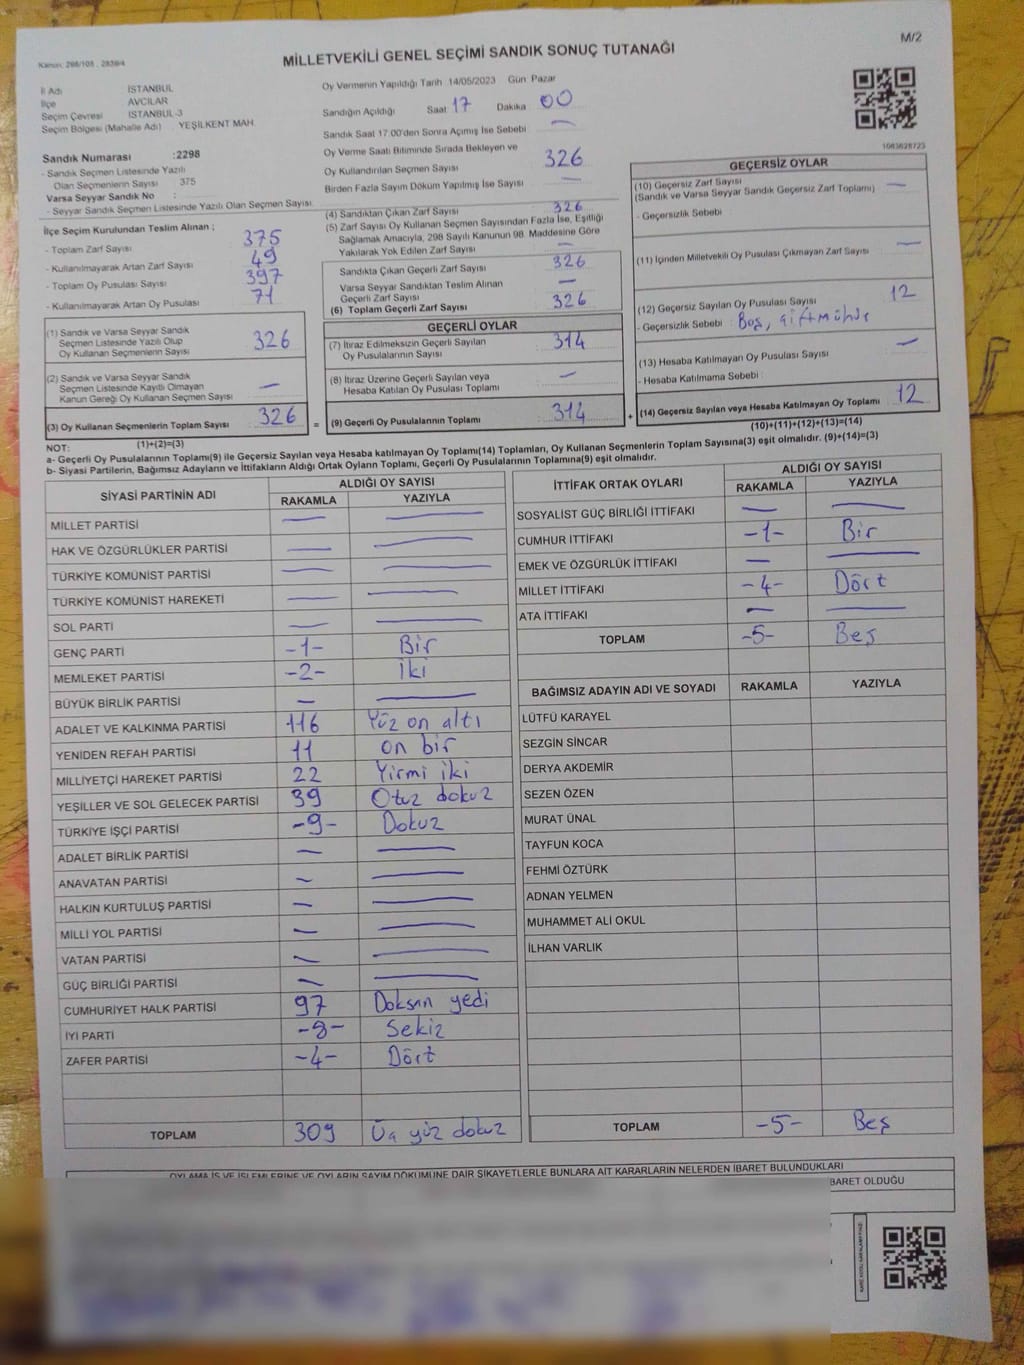 Kanun: 298/105 , 2839/4
MİLLETVEKİLİ GENEL SEÇİMİ SANDIK SONUÇ TUTANAĞI
M/2
İl Adı İSTANBUL
İlçe AVCILAR
Seçim Çevresi İSTANBUL-3
Seçim Bölgesi (Mahalle Adı) : YEŞİLKENT MAH.
Sandık Numarası :2298
- Sandık Seçmen Listesinde Yazılı
Olan Seçmenlerin Sayısı 375
Varsa Seyyar Sandık No :
- Seyyar Sandık Seçmen Listesinde Yazılı Olan Seçmen Sayısı
Oy Vermenin Yapıldığı Tarih 14/05/2023 Gün Pazar
Sandığın Açıldığı Saat 17 Dakika 00
Sandık Saat 17.00'den Sonra Açımış İse Sebebi —
Oy Verme Saati Bitiminde Sırada Bekleyen ve
Oy Kullandırılan Seçmen Sayısı 326
Birden Fazla Sayım Döküm Yapılmış İse Sayısı —
1083628723
İlçe Seçim Kurulundan Teslim Alınan ;
- Toplam Zarf Sayısı 375
- Kullanılmayarak Artan Zarf Sayısı 49
- Toplam Oy Pusulası Sayısı 397
- Kullanılmayarak Artan Oy Pusulası 71
(1) Sandık ve Varsa Seyyar Sandık
Seçmen Listesinde Yazılı Olup
Oy Kullanan Seçmenlerin Sayısı 326
(2) Sandık ve Varsa Seyyar Sandık
Seçmen Listesinde Kayıtlı Olmayan
Kanun Gereği Oy Kullanan Seçmen Sayısı —
(3) Oy Kullanan Seçmenlerin Toplam Sayısı : 326
(1)+(2)=(3)
(4) Sandıktan Çıkan Zarf Sayısı 326
(5) Zarf Sayısı Oy Kullanan Seçmen Sayısından Fazla İse, Eşitliği
Sağlamak Amacıyla, 298 Sayılı Kanunun 98. Maddesine Göre
Yakılarak Yok Edilen Zarf Sayısı —
Sandıkta Çıkan Geçerli Zarf Sayısı 326
Varsa Seyyar Sandıktan Teslim Alınan
Geçerli Zarf Sayısı —
(6) Toplam Geçerli Zarf Sayısı 326
GEÇERLİ OYLAR
(7) İtiraz Edilmeksizin Geçerli Sayılan
Oy Pusulalarının Sayısı 314
(8) İtiraz Üzerine Geçerli Sayılan veya
Hesaba Katılan Oy Pusulası Toplamı —
= (9) Geçerli Oy Pusulalarının Toplamı : 314
GEÇERSİZ OYLAR
(10) Geçersiz Zarf Sayısı
(Sandık ve Varsa Seyyar Sandık Geçersiz Zarf Toplamı) —
- Geçersizlik Sebebi :
(11) İçinden Milletvekili Oy Pusulası Çıkmayan Zarf Sayısı —
(12) Geçersiz Sayılan Oy Pusulası Sayısı 12
- Geçersizlik Sebebi : Boş, çift mühür
(13) Hesaba Katılmayan Oy Pusulası Sayısı —
- Hesaba Katılmama Sebebi :
+ (14) Geçersiz Sayılan veya Hesaba Katılmayan Oy Toplamı 12
(10)+(11)+(12)+(13)=(14)
NOT:
a- Geçerli Oy Pusulalarının Toplamı(9) ile Geçersiz Sayılan veya Hesaba katılmayan Oy Toplamı(14) Toplamları, Oy Kullanan Seçmenlerin Toplam Sayısına(3) eşit olmalıdır. (9)+(14)=(3)
b- Siyasi Partilerin, Bağımsız Adayların ve İttifakların Aldığı Ortak Oyların Toplamı, Geçerli Oy Pusulalarının Toplamına(9) eşit olmalıdır.
SİYASİ PARTİNİN ADI ALDIĞI OY SAYISI
RAKAMLA YAZIYLA
MİLLET PARTİSİ — —
HAK VE ÖZGÜRLÜKLER PARTİSİ — —
TÜRKİYE KOMÜNİST PARTİSİ — —
TÜRKİYE KOMÜNİST HAREKETİ — —
SOL PARTİ — —
GENÇ PARTİ -1- Bir
MEMLEKET PARTİSİ -2- İki
BÜYÜK BİRLİK PARTİSİ — —
ADALET VE KALKINMA PARTİSİ 116 Yüz on altı
YENİDEN REFAH PARTİSİ 11 on bir
MİLLİYETÇİ HAREKET PARTİSİ 22 Yirmi iki
YEŞİLLER VE SOL GELECEK PARTİSİ 39 Otuz dokuz
TÜRKİYE İŞÇİ PARTİSİ -9- Dokuz
ADALET BİRLİK PARTİSİ — —
ANAVATAN PARTİSİ — —
HALKIN KURTULUŞ PARTİSİ — —
MİLLİ YOL PARTİSİ — —
VATAN PARTİSİ — —
GÜÇ BİRLİĞİ PARTİSİ — —
CUMHURİYET HALK PARTİSİ 97 Doksan yedi
İYİ PARTİ -8- Sekiz
ZAFER PARTİSİ -4- Dört
TOPLAM 309 Üç yüz dokuz
İTTİFAK ORTAK OYLARI ALDIĞI OY SAYISI
RAKAMLA YAZIYLA
SOSYALİST GÜÇ BİRLİĞİ İTTİFAKI — —
CUMHUR İTTİFAKI -1- Bir
EMEK VE ÖZGÜRLÜK İTTİFAKI — —
MİLLET İTTİFAKI -4- Dört
ATA İTTİFAKI — —
TOPLAM -5- Beş
BAĞIMSIZ ADAYIN ADI VE SOYADI RAKAMLA YAZIYLA
LÜTFÜ KARAYEL
SEZGİN SİNCAR
DERYA AKDEMİR
SEZEN ÖZEN
MURAT ÜNAL
TAYFUN KOCA
FEHMİ ÖZTÜRK
ADNAN YELMEN
MUHAMMET ALİ OKUL
İLHAN VARLIK
TOPLAM -5- Beş
OYLAMA İŞ VE İŞLEMLERİNE VE OYLARIN SAYIM DÖKÜMÜNE DAİR ŞİKAYETLERLE BUNLARA AİT KARARLARIN NELERDEN İBARET BULUNDUKLARI
BARET OLDUĞU